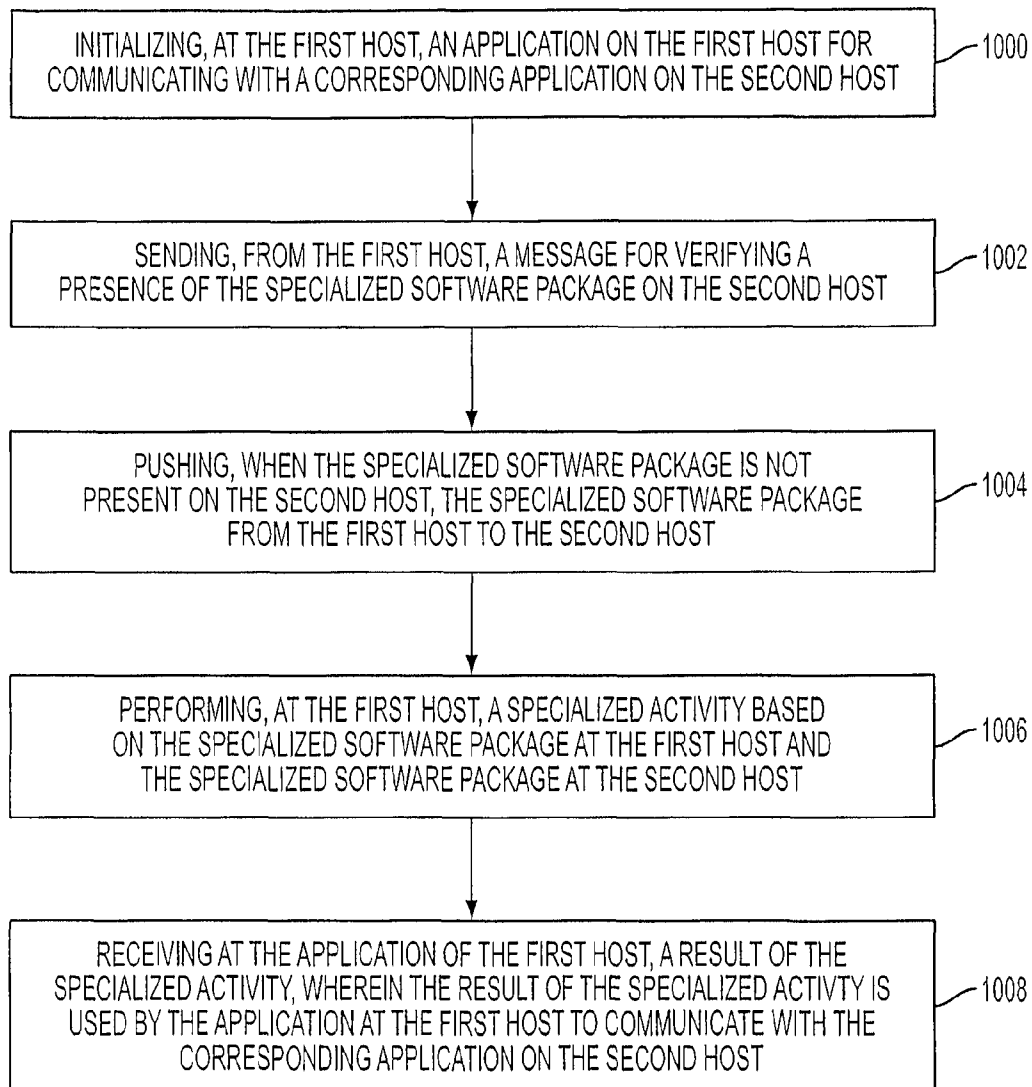 INITIALIZING, AT THE FIRST HOST, AN APPLICATION ON THE FIRST HOST FOR
COMMUNICATING WITH A CORRESPONDING APPLICATION ON THE SECOND HOST
1000
SENDING, FROM THE FIRST HOST, A MESSAGE FOR VERIFYING A
PRESENCE OF THE SPECIALIZED SOFTWARE PACKAGE ON THE SECOND HOST
1002
PUSHING, WHEN THE SPECIALIZED SOFTWARE PACKAGE IS NOT
PRESENT ON THE SECOND HOST, THE SPECIALIZED SOFTWARE PACKAGE
FROM THE FIRST HOST TO THE SECOND HOST
1004
PERFORMING, AT THE FIRST HOST, A SPECIALIZED ACTIVITY BASED
ON THE SPECIALIZED SOFTWARE PACKAGE AT THE FIRST HOST AND
THE SPECIALIZED SOFTWARE PACKAGE AT THE SECOND HOST
1006
RECEIVING AT THE APPLICATION OF THE FIRST HOST, A RESULT OF THE
SPECIALIZED ACTIVITY, WHEREIN THE RESULT OF THE SPECIALIZED ACTIVTY IS
USED BY THE APPLICATION AT THE FIRST HOST TO COMMUNICATE WITH THE
CORRESPONDING APPLICATION ON THE SECOND HOST
1008